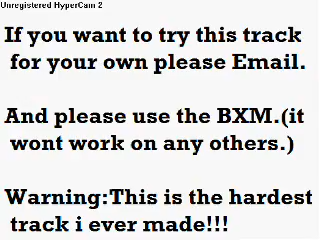 Unregistered HyperCam 2
If you want to try this track
for your own please Email.
And please use the BXM.(it
wont work on any others.)
Warning:This is the hardest
track i ever made!!!